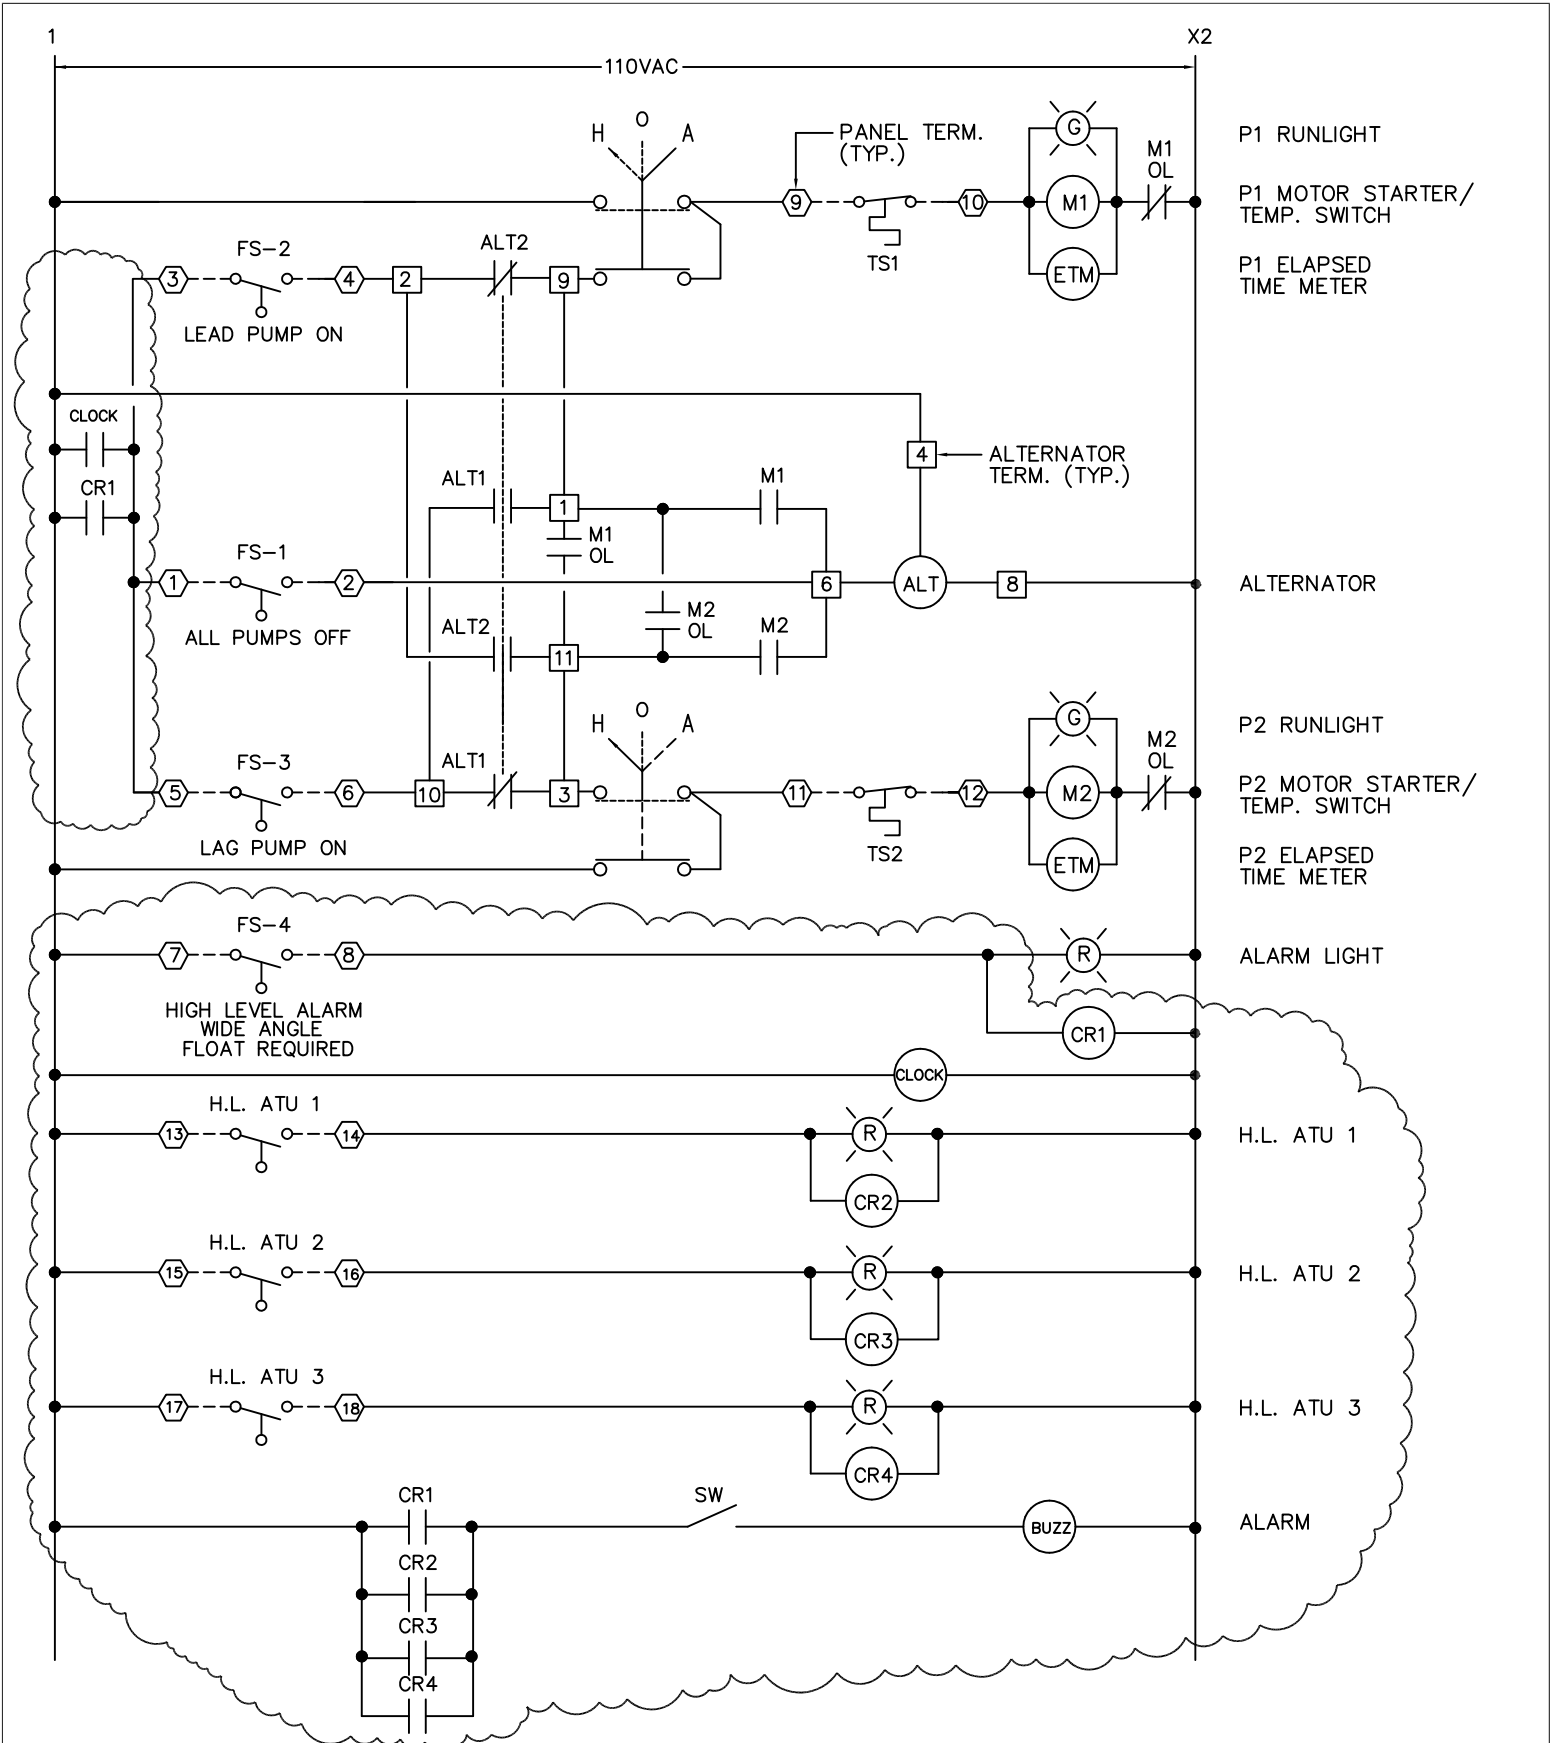 1
X2
110VAC
H
O
A
PANEL TERM.
(TYP.)
G
P1 RUNLIGHT
M1
OL
9
10
M1
P1 MOTOR STARTER/
TEMP. SWITCH
TS1
FS-2
ALT2
3
4
2
9
ETM
P1 ELAPSED
TIME METER
LEAD PUMP ON
CLOCK
4
ALTERNATOR
TERM. (TYP.)
CR1
ALT1
1
M1
M1
OL
FS-1
1
2
6
ALT
8
ALTERNATOR
ALL PUMPS OFF
M2
OL
ALT2
11
M2
H
O
A
G
P2 RUNLIGHT
M2
OL
FS-3
ALT1
5
6
10
3
11
12
M2
P2 MOTOR STARTER/
TEMP. SWITCH
TS2
LAG PUMP ON
ETM
P2 ELAPSED
TIME METER
FS-4
7
8
R
ALARM LIGHT
HIGH LEVEL ALARM
WIDE ANGLE
FLOAT REQUIRED
CR1
CLOCK
H.L. ATU 1
13
14
R
H.L. ATU 1
CR2
H.L. ATU 2
15
16
R
H.L. ATU 2
CR3
H.L. ATU 3
17
18
R
H.L. ATU 3
CR4
CR1
SW
BUZZ
ALARM
CR2
CR3
CR4